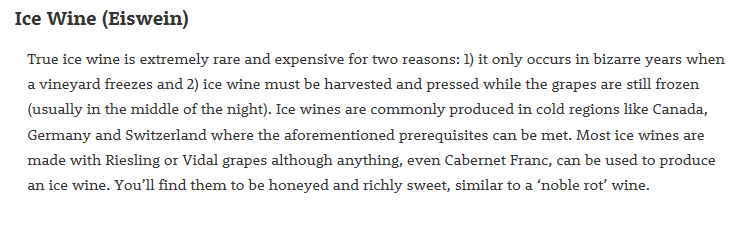 Ice Wine (Eiswein)
True ice wine is extremely rare and expensive for two reasons: 1) it only occurs in bizarre years when
a vineyard freezes and 2) ice wine must be harvested and pressed while the grapes are still frozen
(usually in the middle of the night). Ice wines are commonly produced in cold regions like Canada,
Germany and Switzerland where the aforementioned prerequisites can be met. Most ice wines are
made with Riesling or Vidal grapes although anything, even Cabernet Franc, can be used to produce
an ice wine. You’ll find them to be honeyed and richly sweet, similar to a ‘noble rot’ wine.